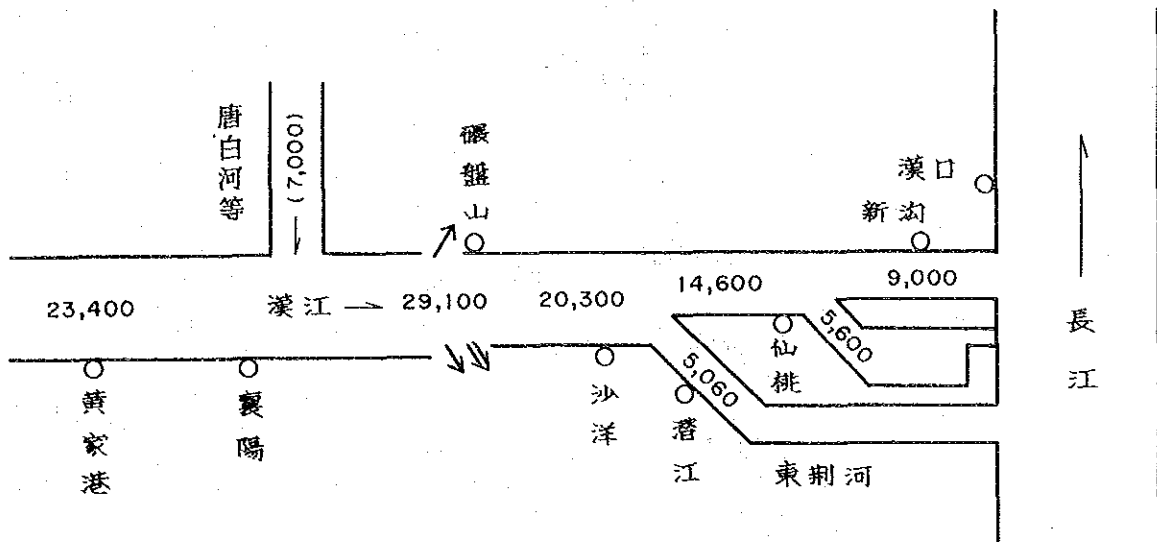 唐白河等
(7,000)
碾盤山
漢口
新沟
23,400
漢江
29,100
20,300
14,600
9,000
5,600
仙桃
5,060
長江
黄家港
襄陽
沙洋
潜江
東荆河